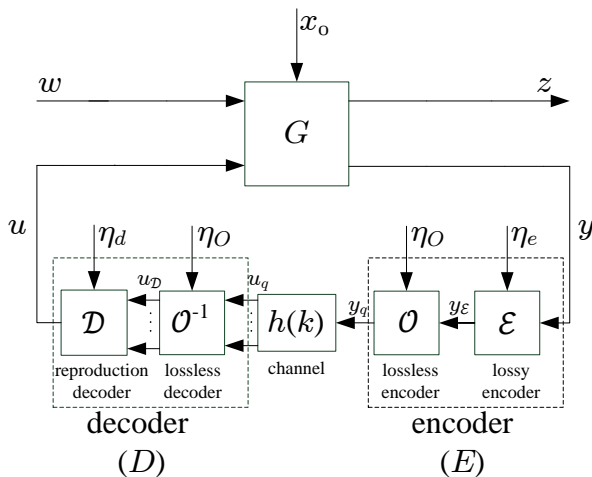 x₀
w
z
G
u
y
η_d
η_O
η_O
η_e
u_𝒟
u_q
y_q
y_ℰ
𝒟
𝒪⁻¹
h(k)
𝒪
ℰ
reproduction
decoder
lossless
decoder
channel
lossless
encoder
lossy
encoder
decoder
encoder
(D)
(E)